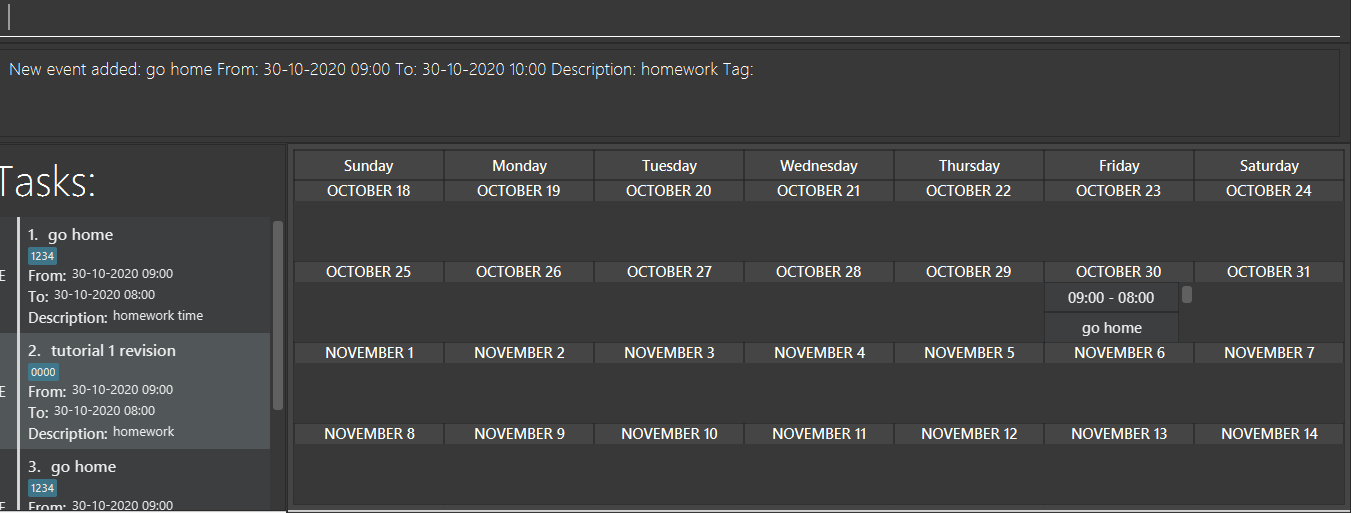 New event added: go home From: 30-10-2020 09:00 To: 30-10-2020 10:00 Description: homework Tag:
Tasks:
1. go home
1234
E
From: 30-10-2020 09:00
To: 30-10-2020 08:00
Description: homework time
2. tutorial 1 revision
0000
E
From: 30-10-2020 09:00
To: 30-10-2020 08:00
Description: homework
3. go home
1234
E
From: 30-10-2020 09:00
Sunday Monday Tuesday Wednesday Thursday Friday Saturday
OCTOBER 18 OCTOBER 19 OCTOBER 20 OCTOBER 21 OCTOBER 22 OCTOBER 23 OCTOBER 24
OCTOBER 25 OCTOBER 26 OCTOBER 27 OCTOBER 28 OCTOBER 29 OCTOBER 30 OCTOBER 31
09:00 - 08:00
go home
NOVEMBER 1 NOVEMBER 2 NOVEMBER 3 NOVEMBER 4 NOVEMBER 5 NOVEMBER 6 NOVEMBER 7
NOVEMBER 8 NOVEMBER 9 NOVEMBER 10 NOVEMBER 11 NOVEMBER 12 NOVEMBER 13 NOVEMBER 14